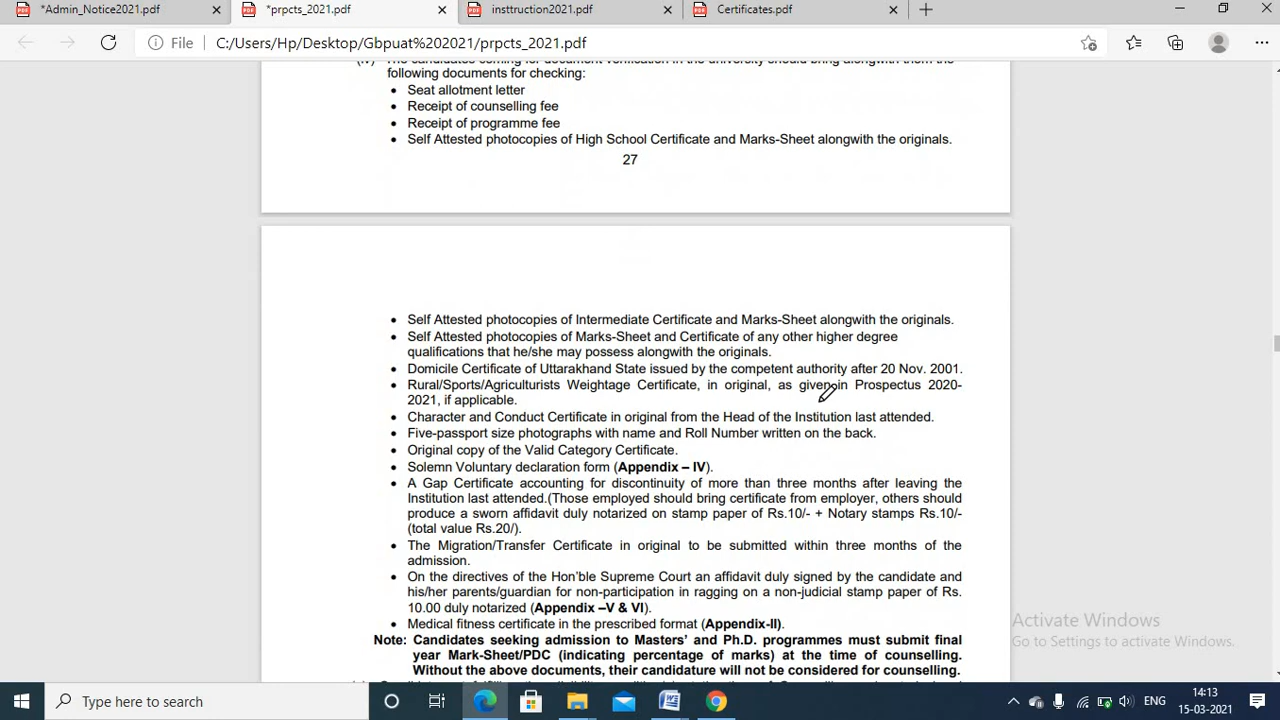 *Admin_Notice2021.pdf
*prpcts_2021.pdf
insttruction2021.pdf
Certificates.pdf
File
C:/Users/Hp/Desktop/Gbpuat%202021/prpcts_2021.pdf
(iv) The candidates coming for document verification in the university should bring alongwith them the
following documents for checking:
• Seat allotment letter
• Receipt of counselling fee
• Receipt of programme fee
• Self Attested photocopies of High School Certificate and Marks-Sheet alongwith the originals.
27
• Self Attested photocopies of Intermediate Certificate and Marks-Sheet alongwith the originals.
• Self Attested photocopies of Marks-Sheet and Certificate of any other higher degree
qualifications that he/she may possess alongwith the originals.
• Domicile Certificate of Uttarakhand State issued by the competent authority after 20 Nov. 2001.
• Rural/Sports/Agriculturists Weightage Certificate, in original, as given in Prospectus 2020-
2021, if applicable.
• Character and Conduct Certificate in original from the Head of the Institution last attended.
• Five-passport size photographs with name and Roll Number written on the back.
• Original copy of the Valid Category Certificate.
• Solemn Voluntary declaration form (Appendix – IV).
• A Gap Certificate accounting for discontinuity of more than three months after leaving the
Institution last attended.(Those employed should bring certificate from employer, others should
produce a sworn affidavit duly notarized on stamp paper of Rs.10/- + Notary stamps Rs.10/-
(total value Rs.20/).
• The Migration/Transfer Certificate in original to be submitted within three months of the
admission.
• On the directives of the Hon'ble Supreme Court an affidavit duly signed by the candidate and
his/her parents/guardian for non-participation in ragging on a non-judicial stamp paper of Rs.
10.00 duly notarized (Appendix –V & VI).
• Medical fitness certificate in the prescribed format (Appendix-II).
Note: Candidates seeking admission to Masters' and Ph.D. programmes must submit final
year Mark-Sheet/PDC (indicating percentage of marks) at the time of counselling.
Without the above documents, their candidature will not be considered for counselling.
Activate Windows
Go to Settings to activate Windows.
Type here to search
ENG
14:13
15-03-2021